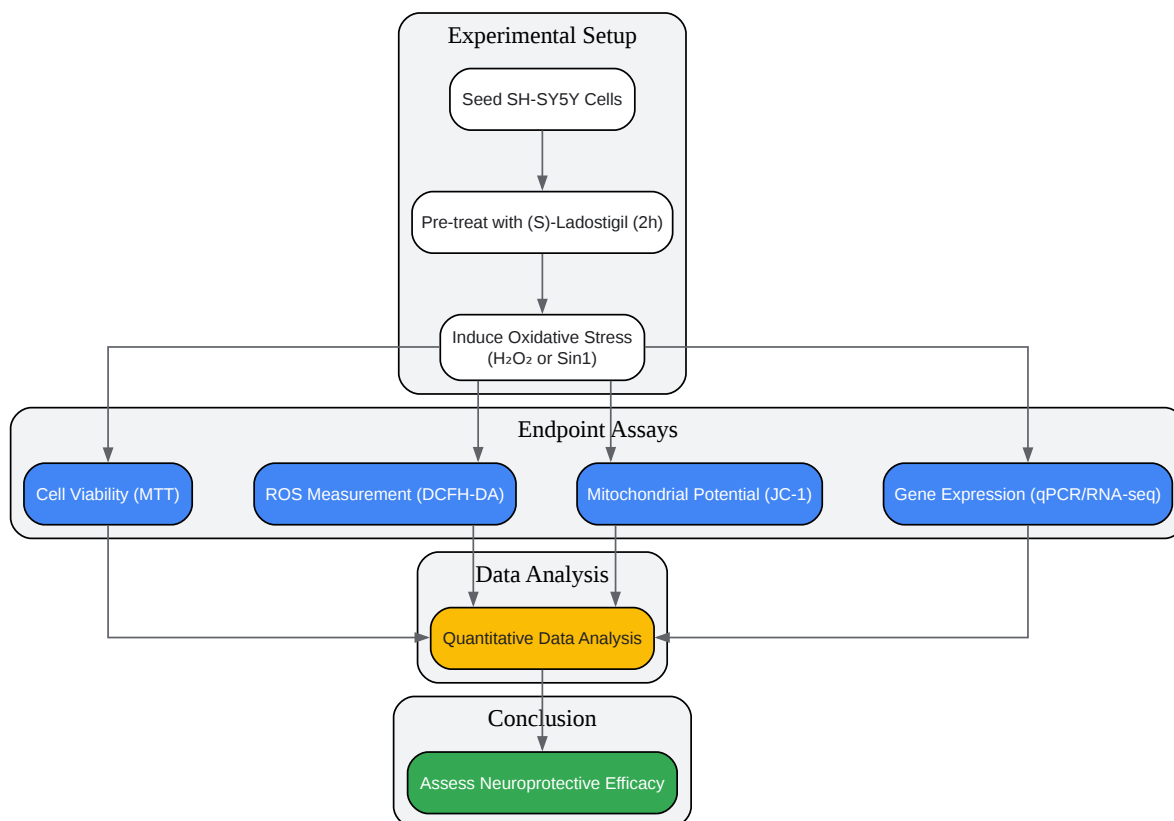 Experimental Setup
Seed SH-SY5Y Cells
Pre-treat with (S)-Ladostigil (2h)
Induce Oxidative Stress
(H₂O₂ or Sin1)
Endpoint Assays
Cell Viability (MTT)
ROS Measurement (DCFH-DA)
Mitochondrial Potential (JC-1)
Gene Expression (qPCR/RNA-seq)
Data Analysis
Quantitative Data Analysis
Conclusion
Assess Neuroprotective Efficacy